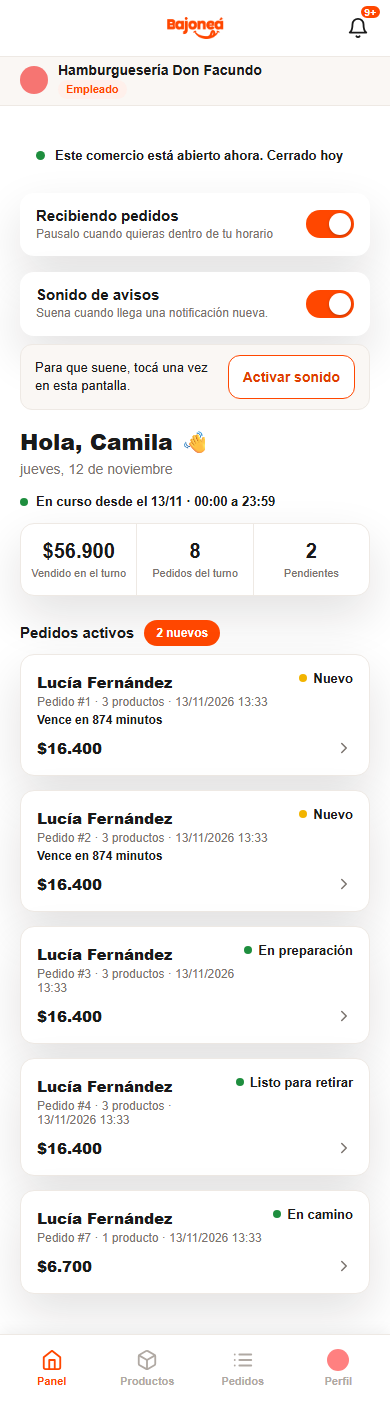 Bajoneá
9+
Hamburguesería Don Facundo
Empleado
Este comercio está abierto ahora. Cerrado hoy
Recibiendo pedidos
Pausalo cuando quieras dentro de tu horario
Sonido de avisos
Suena cuando llega una notificación nueva.
Para que suene, tocá una vez
en esta pantalla.
Activar sonido
Hola, Camila 👋
jueves, 12 de noviembre
En curso desde el 13/11 · 00:00 a 23:59
$56.900
Vendido en el turno
8
Pedidos del turno
2
Pendientes
Pedidos activos
2 nuevos
Lucía Fernández
Nuevo
Pedido #1 · 3 productos · 13/11/2026 13:33
Vence en 874 minutos
$16.400
Lucía Fernández
Nuevo
Pedido #2 · 3 productos · 13/11/2026 13:33
Vence en 874 minutos
$16.400
Lucía Fernández
En preparación
Pedido #3 · 3 productos · 13/11/2026
13:33
$16.400
Lucía Fernández
Listo para retirar
Pedido #4 · 3 productos ·
13/11/2026 13:33
$16.400
Lucía Fernández
En camino
Pedido #7 · 1 producto · 13/11/2026 13:33
$6.700
Panel
Productos
Pedidos
Perfil